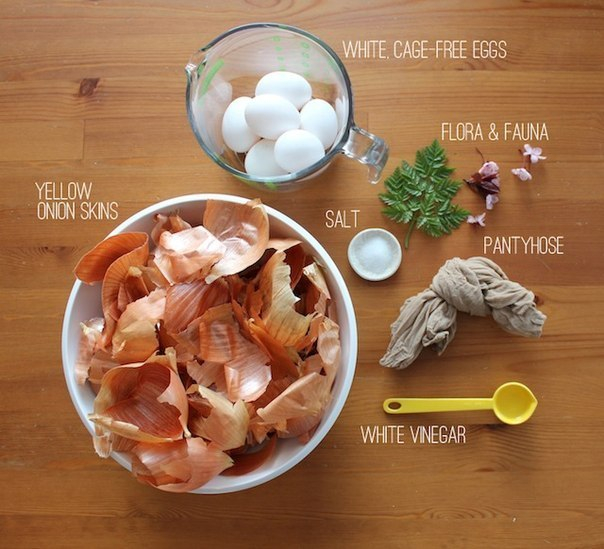 WHITE, CAGE-FREE EGGS
FLORA & FAUNA
YELLOW
ONION SKINS
SALT
PANTYHOSE
WHITE VINEGAR